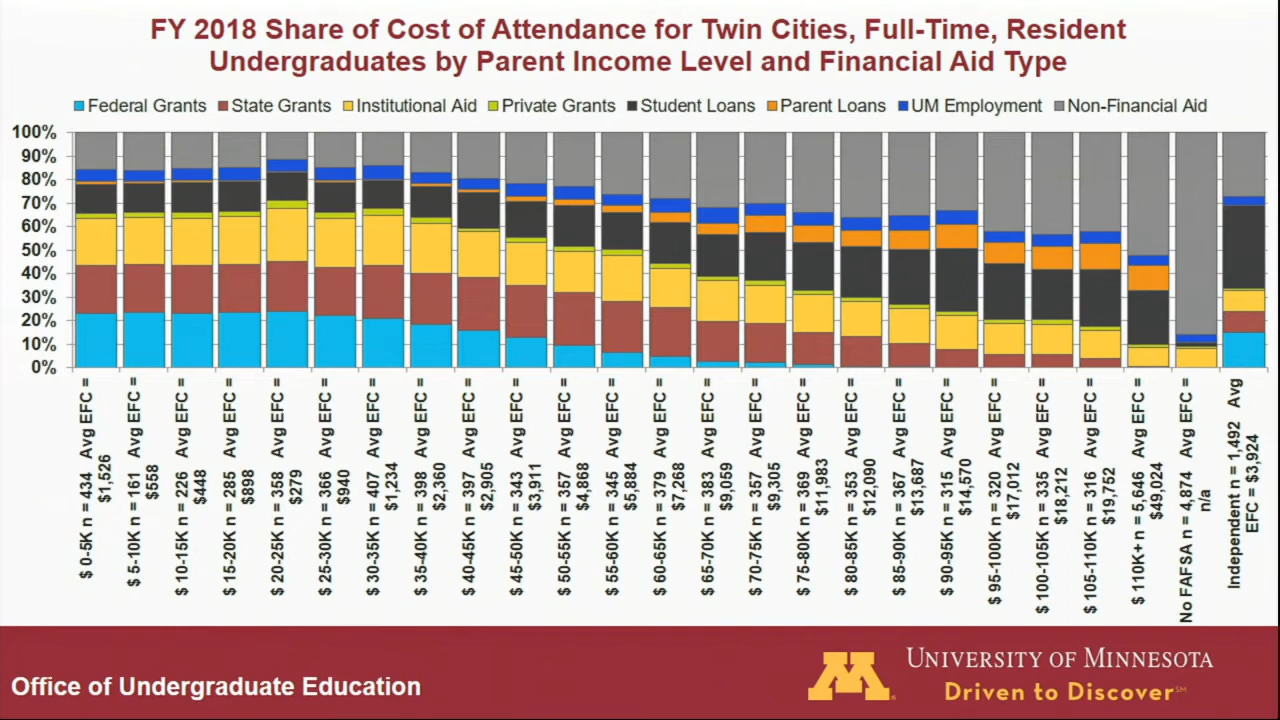 FY 2018 Share of Cost of Attendance for Twin Cities, Full-Time, Resident
Undergraduates by Parent Income Level and Financial Aid Type
Federal Grants State Grants Institutional Aid Private Grants Student Loans Parent Loans UM Employment Non-Financial Aid
100%
90%
80%
70%
60%
50%
40%
30%
20%
10%
0%
$ 0-5K n = 434 Avg EFC =
$1,526
$ 5-10K n = 161 Avg EFC =
$558
$ 10-15K n = 226 Avg EFC =
$448
$ 15-20K n = 285 Avg EFC =
$898
$ 20-25K n = 358 Avg EFC =
$279
$ 25-30K n = 366 Avg EFC =
$940
$ 30-35K n = 407 Avg EFC =
$1,234
$ 35-40K n = 398 Avg EFC =
$2,360
$ 40-45K n = 397 Avg EFC =
$2,905
$ 45-50K n = 343 Avg EFC =
$3,911
$ 50-55K n = 357 Avg EFC =
$4,868
$ 55-60K n = 345 Avg EFC =
$5,884
$ 60-65K n = 379 Avg EFC =
$7,268
$ 65-70K n = 383 Avg EFC =
$9,059
$ 70-75K n = 357 Avg EFC =
$9,305
$ 75-80K n = 369 Avg EFC =
$11,983
$ 80-85K n = 353 Avg EFC =
$12,090
$ 85-90K n = 367 Avg EFC =
$13,687
$ 90-95K n = 315 Avg EFC =
$14,570
$ 95-100K n = 320 Avg EFC =
$17,012
$ 100-105K n = 335 Avg EFC =
$18,212
$ 105-110K n = 316 Avg EFC =
$19,752
$ 110K+ n = 5,646 Avg EFC =
$49,024
No FAFSA n = 4,874 Avg EFC =
n/a
Independent n = 1,492 Avg
EFC = $3,924
Office of Undergraduate Education
M
UNIVERSITY OF MINNESOTA
Driven to Discover℠